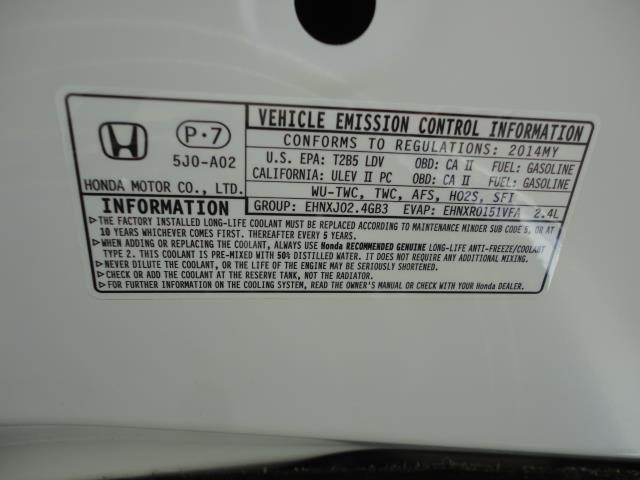 P·7
5J0-A02
HONDA MOTOR CO., LTD.
VEHICLE EMISSION CONTROL INFORMATION
CONFORMS TO REGULATIONS: 2014MY
U.S. EPA: T2B5 LDV OBD: CA II FUEL: GASOLINE
CALIFORNIA: ULEV II PC OBD: CA II FUEL: GASOLINE
WU-TWC, TWC, AFS, HO2S, SFI
GROUP: EHNXJ02.4GB3 EVAP: EHNXR0151VFA 2.4L
INFORMATION
▶THE FACTORY INSTALLED LONG-LIFE COOLANT MUST BE REPLACED ACCORDING TO MAINTENANCE MINDER SUB CODE 5, OR AT
10 YEARS WHICHEVER COMES FIRST. THEREAFTER EVERY 5 YEARS.
▶WHEN ADDING OR REPLACING THE COOLANT, ALWAYS USE Honda RECOMMENDED GENUINE LONG-LIFE ANTI-FREEZE/COOLANT
TYPE 2. THIS COOLANT IS PRE-MIXED WITH 50% DISTILLED WATER. IT DOES NOT REQUIRE ANY ADDITIONAL MIXING.
▶NEVER DILUTE THE COOLANT, OR THE LIFE OF THE ENGINE MAY BE SERIOUSLY SHORTENED.
▶CHECK OR ADD THE COOLANT AT THE RESERVE TANK, NOT THE RADIATOR.
▶FOR FURTHER INFORMATION ON THE COOLING SYSTEM, READ THE OWNER'S MANUAL OR CHECK WITH YOUR Honda DEALER.